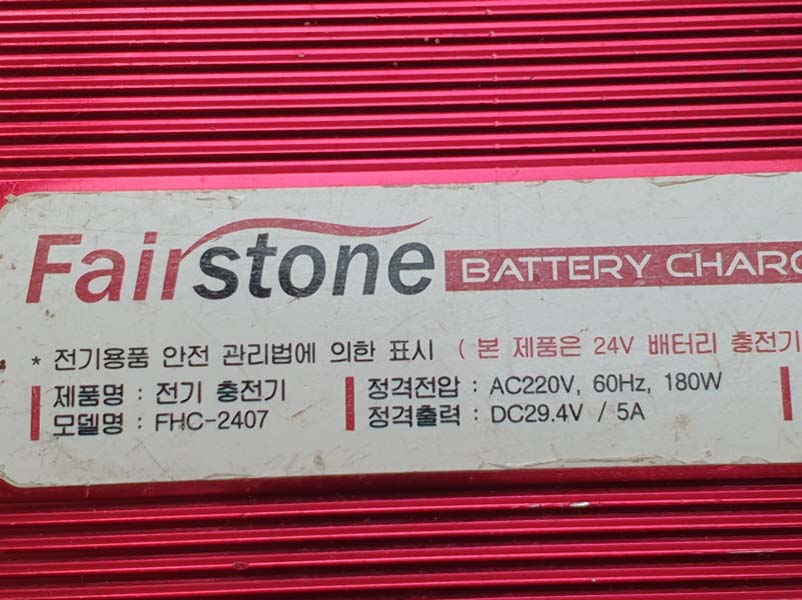 Fairstone BATTERY CHARG
* 전기용품 안전 관리법에 의한 표시 ( 본 제품은 24V 배터리 충전기
제품명 : 전기 충전기 정격전압 : AC220V, 60Hz, 180W
모델명 : FHC-2407 정격출력 : DC29.4V / 5A